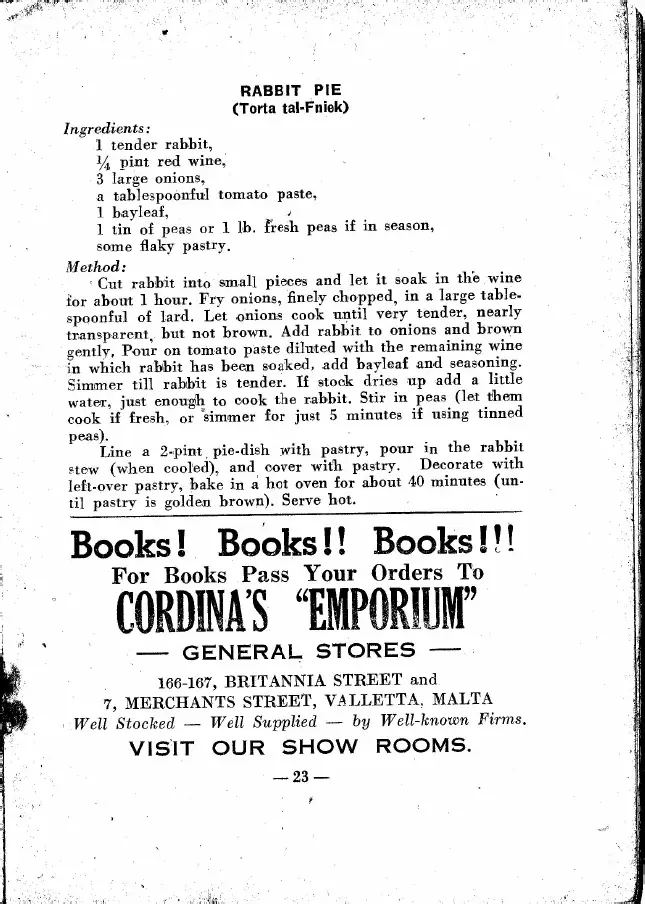 RABBIT PIE
(Torta tal-Fniek)
Ingredients:
1 tender rabbit,
¼ pint red wine,
3 large onions,
a tablespoonful tomato paste,
1 bayleaf,
1 tin of peas or 1 lb. fresh peas if in season,
some flaky pastry.
Method:
Cut rabbit into small pieces and let it soak in the wine
for about 1 hour. Fry onions, finely chopped, in a large table-
spoonful of lard. Let onions cook until very tender, nearly
transparent, but not brown. Add rabbit to onions and brown
gently, Pour on tomato paste diluted with the remaining wine
in which rabbit has been soaked, add bayleaf and seasoning.
Simmer till rabbit is tender. If stock dries up add a little
water, just enough to cook the rabbit. Stir in peas (let them
cook if fresh, or simmer for just 5 minutes if using tinned
peas).
Line a 2-pint pie-dish with pastry, pour in the rabbit
stew (when cooled), and cover with pastry. Decorate with
left-over pastry, bake in a hot oven for about 40 minutes (un-
til pastry is golden brown). Serve hot.
Books! Books!! Books!!!
For Books Pass Your Orders To
CORDINA'S "EMPORIUM"
— GENERAL STORES —
166-167, BRITANNIA STREET and
7, MERCHANTS STREET, VALLETTA, MALTA
Well Stocked — Well Supplied — by Well-known Firms.
VISIT OUR SHOW ROOMS.
— 23 —